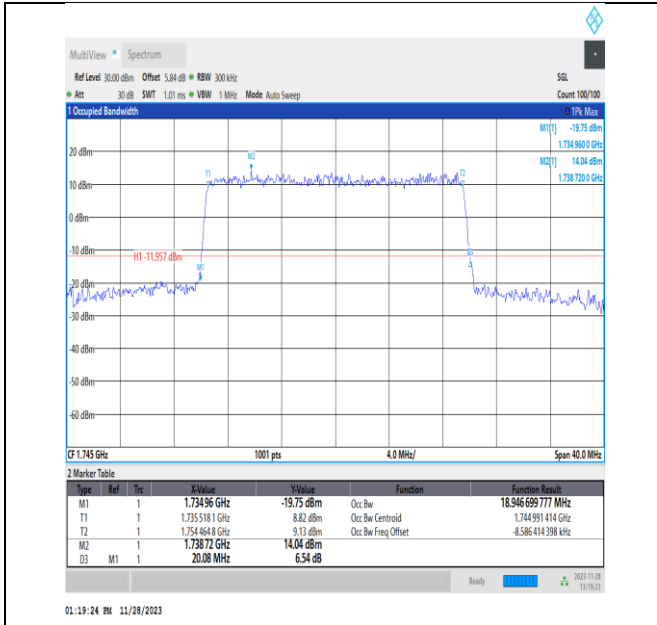 MultiView Spectrum
Ref Level 30.00 dBm Offset 5.84 dB RBW 300 kHz SGL
Att 30 dB SWT 1.01 ms VBW 1 MHz Mode Auto Sweep Count 100/100
1 Occupied Bandwidth 1Pk Max
M1[1] -19.75 dBm
1.734 960 0 GHz
M2[1] 14.04 dBm
1.738 720 0 GHz
20 dBm
M2
T1
T2
10 dBm
0 dBm
-10 dBm
H1 -11.957 dBm
M1
-20 dBm
-30 dBm
-40 dBm
-50 dBm
-60 dBm
CF 1.745 GHz 1001 pts 4.0 MHz/ Span 40.0 MHz
2 Marker Table
Type Ref Trc X-Value Y-Value Function Function Result
M1 1 1.734 96 GHz -19.75 dBm Occ Bw 18.946 699 777 MHz
T1 1 1.735 518 1 GHz 8.82 dBm Occ Bw Centroid 1.744 991 414 GHz
T2 1 1.754 464 8 GHz 9.13 dBm Occ Bw Freq Offset -8.586 414 398 kHz
M2 1 1.738 72 GHz 14.04 dBm
D3 M1 1 20.08 MHz 6.54 dB
Ready 2023-11-28
13:19:23
01:19:24 PM 11/28/2023